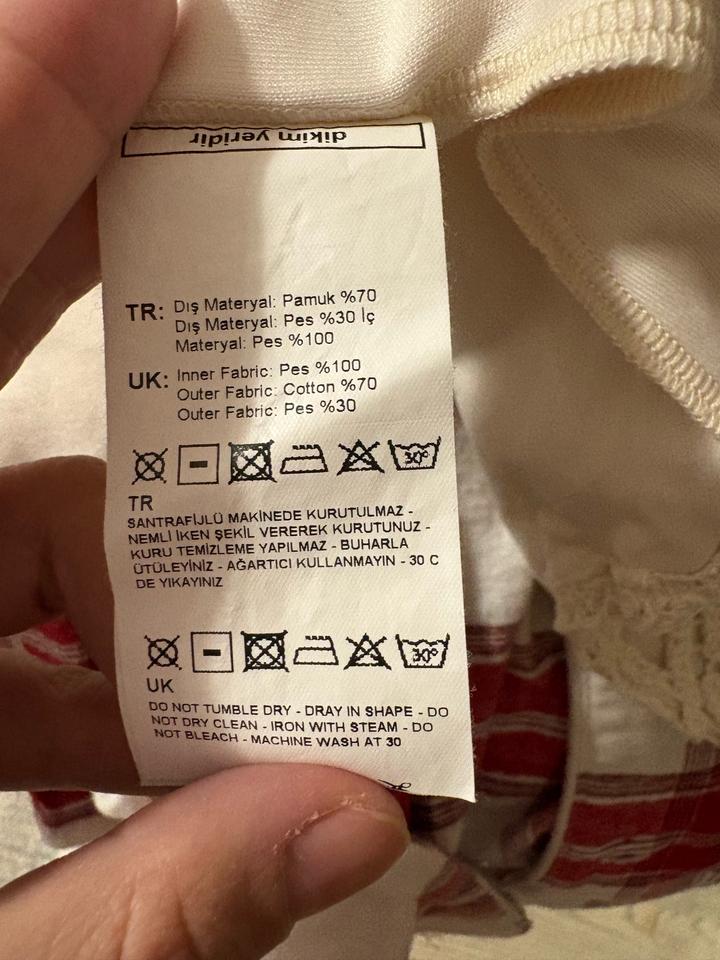 dikim yeridir
TR: Dış Materyal: Pamuk %70
Dış Materyal: Pes %30 İç
Materyal: Pes %100
UK: Inner Fabric: Pes %100
Outer Fabric: Cotton %70
Outer Fabric: Pes %30
30°
TR
SANTRAFİJLÜ MAKİNEDE KURUTULMAZ -
NEMLİ İKEN ŞEKİL VEREREK KURUTUNUZ -
KURU TEMİZLEME YAPILMAZ - BUHARLA
ÜTÜLEYİNİZ - AĞARTICI KULLANMAYIN - 30 C
DE YIKAYINIZ
30°
UK
DO NOT TUMBLE DRY - DRAY IN SHAPE - DO
NOT DRY CLEAN - IRON WITH STEAM - DO
NOT BLEACH - MACHINE WASH AT 30